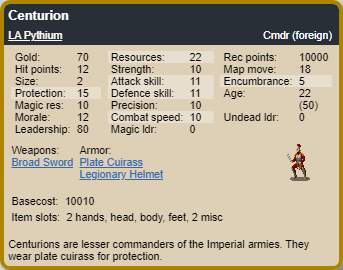 Centurion
LA Pythium Cmdr (foreign)
Gold: 70 Resources: 22 Rec points: 10000
Hit points: 12 Strength: 10 Map move: 18
Size: 2 Attack skill: 11 Encumbrance: 5
Protection: 15 Defence skill: 11 Age: 22
Magic res: 10 Precision: 10 (50)
Morale: 12 Combat speed: 10 Undead ldr: 0
Leadership: 80 Magic ldr: 0
Weapons: Armor:
Broad Sword Plate Cuirass
Legionary Helmet
Basecost: 10010
Item slots: 2 hands, head, body, feet, 2 misc
Centurions are lesser commanders of the Imperial armies. They
wear plate cuirass for protection.